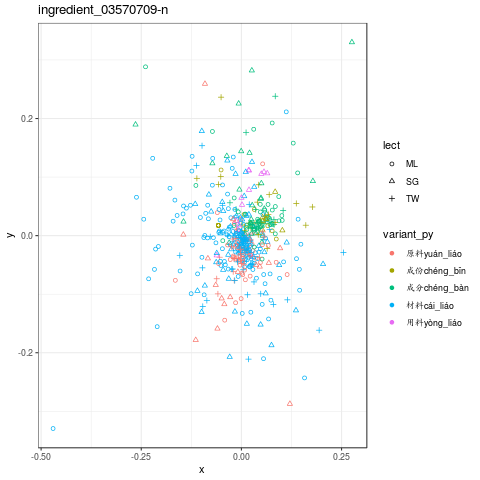 ingredient_03570709-n
y
0.2
0.0
-0.2
-0.50
-0.25
0.00
0.25
x
lect
ML
SG
TW
variant_py
原料yuán_liáo
成份chéng_bīn
成分chéng_bàn
材料cái_liáo
用料yòng_liáo